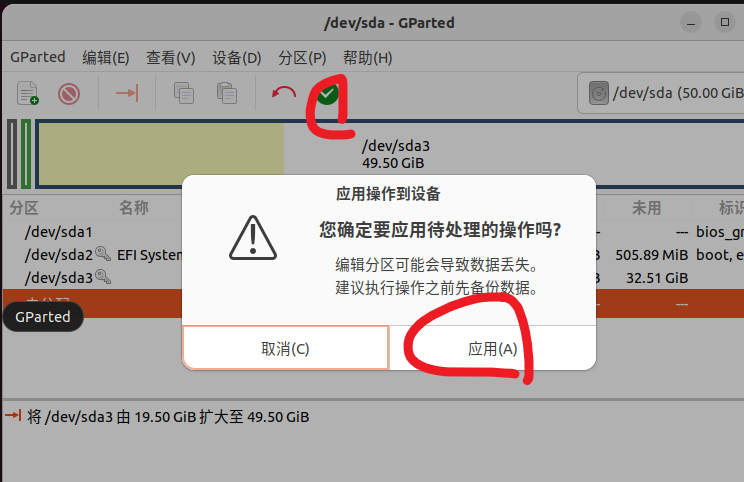 /dev/sda - GParted
GParted 编辑(E) 查看(V) 设备(D) 分区(P) 帮助(H)
/dev/sda (50.00 GiB
/dev/sda3
49.50 GiB
分区 名称 未用 标识
/dev/sda1 --- bios_gr
/dev/sda2 EFI System B 505.89 MiB boot, e
/dev/sda3 B 32.51 GiB
--- ---
GParted
应用操作到设备
您确定要应用待处理的操作吗?
编辑分区可能会导致数据丢失。
建议执行操作之前先备份数据。
取消(C) 应用(A)
将 /dev/sda3 由 19.50 GiB 扩大至 49.50 GiB